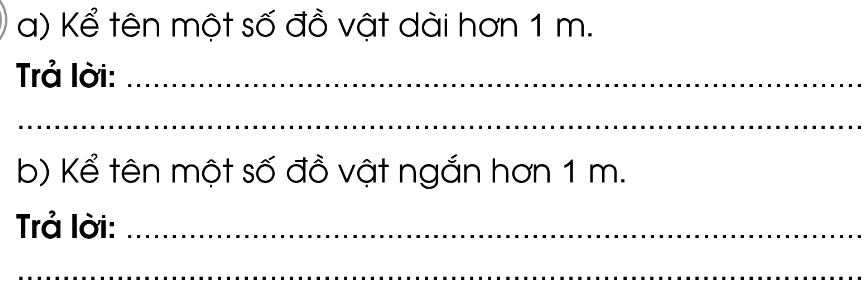 a) Kể tên một số đồ vật dài hơn 1 m.
Trả lời: ................................................................................
................................................................................
b) Kể tên một số đồ vật ngắn hơn 1 m.
Trả lời: ................................................................................
................................................................................